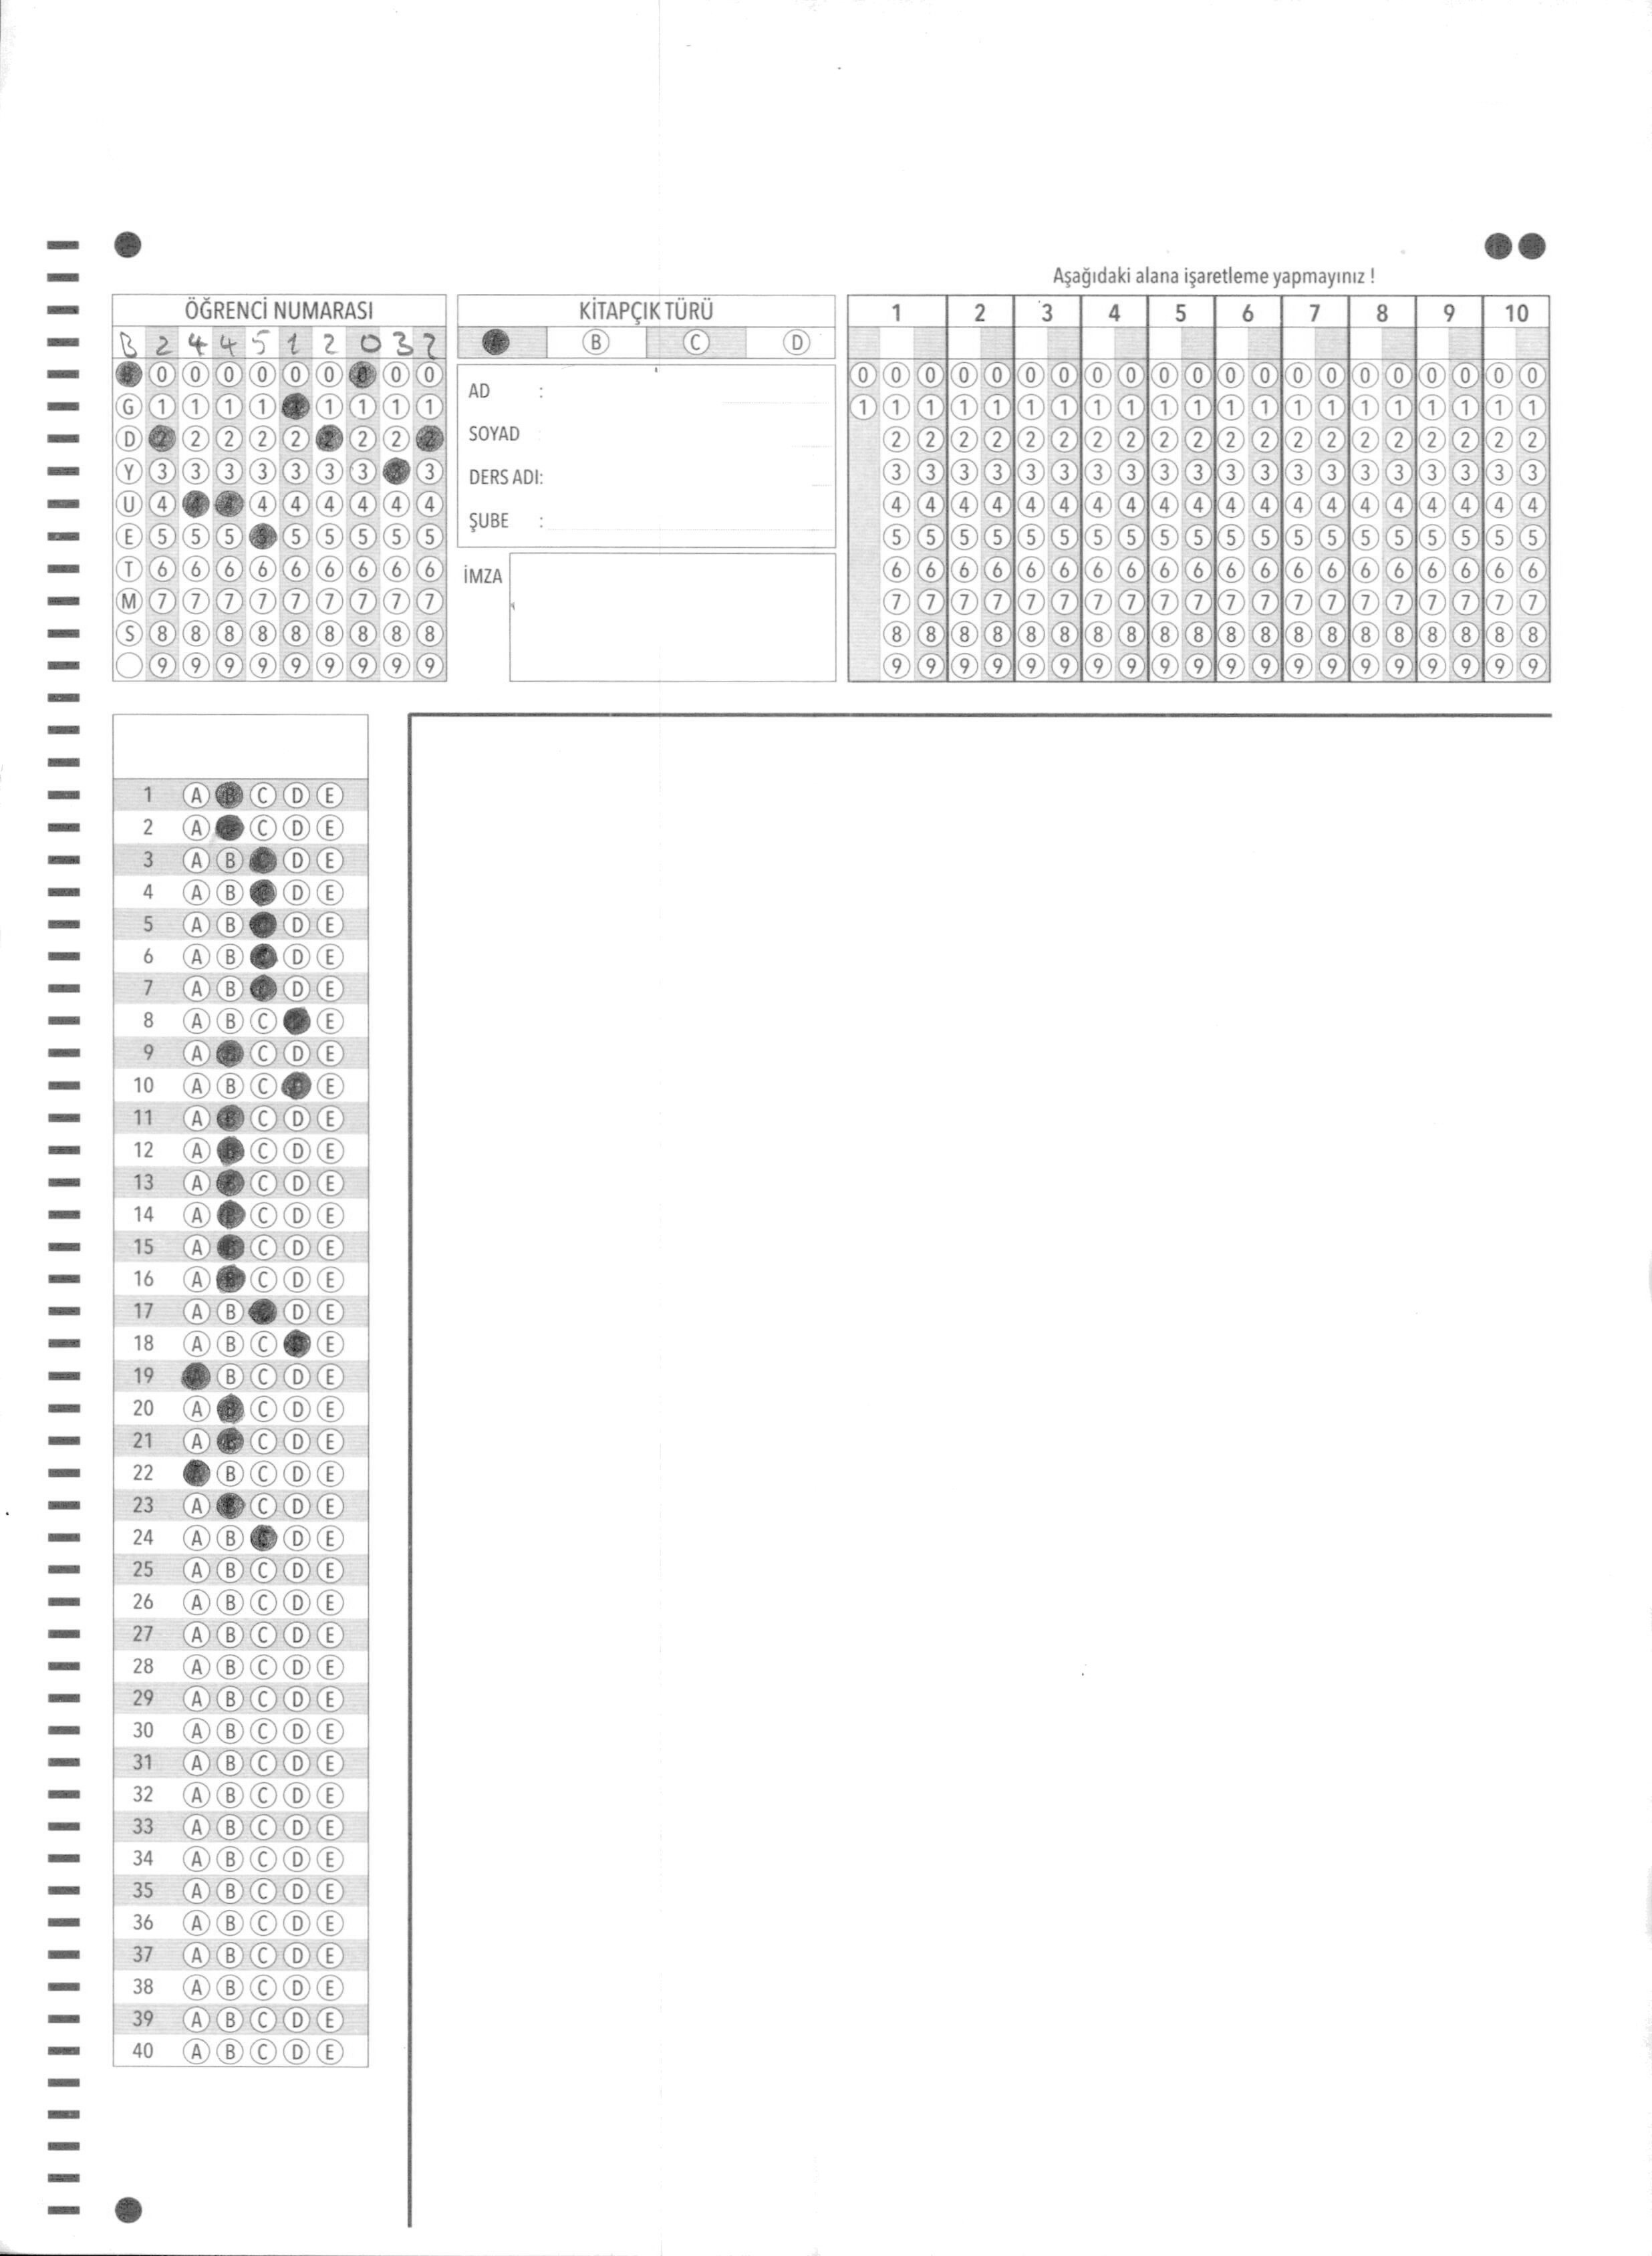 Aşağıdaki alana işaretleme yapmayınız !
ÖĞRENCİ NUMARASI
B 2 4 4 5 1 2 0 3 2
B 0 0 0 0 0 0 0 0 0
G 1 1 1 1 1 1 1 1 1
D 2 2 2 2 2 2 2 2 2
Y 3 3 3 3 3 3 3 3 3
U 4 4 4 4 4 4 4 4 4
E 5 5 5 5 5 5 5 5 5
T 6 6 6 6 6 6 6 6 6
M 7 7 7 7 7 7 7 7 7
S 8 8 8 8 8 8 8 8 8
9 9 9 9 9 9 9 9 9
KİTAPÇIK TÜRÜ
A B C D
AD :
SOYAD
DERS ADI:
ŞUBE :
İMZA
1 2 3 4 5 6 7 8 9 10
0 0 0 0 0 0 0 0 0 0 0 0 0 0 0 0 0 0 0 0 0
1 1 1 1 1 1 1 1 1 1 1 1 1 1 1 1 1 1 1 1 1
2 2 2 2 2 2 2 2 2 2 2 2 2 2 2 2 2 2 2 2
3 3 3 3 3 3 3 3 3 3 3 3 3 3 3 3 3 3 3 3
4 4 4 4 4 4 4 4 4 4 4 4 4 4 4 4 4 4 4 4
5 5 5 5 5 5 5 5 5 5 5 5 5 5 5 5 5 5 5 5
6 6 6 6 6 6 6 6 6 6 6 6 6 6 6 6 6 6 6 6
7 7 7 7 7 7 7 7 7 7 7 7 7 7 7 7 7 7 7 7
8 8 8 8 8 8 8 8 8 8 8 8 8 8 8 8 8 8 8 8
9 9 9 9 9 9 9 9 9 9 9 9 9 9 9 9 9 9 9 9
1 A B C D E
2 A C D E
3 A B C D E
4 A B C D E
5 A B C D E
6 A B C D E
7 A B C D E
8 A B C E
9 A B C D E
10 A B C D E
11 A B C D E
12 A B C D E
13 A B C D E
14 A B C D E
15 A B C D E
16 A B C D E
17 A B C D E
18 A B C D E
19 A B C D E
20 A B C D E
21 A B C D E
22 A B C D E
23 A B C D E
24 A B C D E
25 A B C D E
26 A B C D E
27 A B C D E
28 A B C D E
29 A B C D E
30 A B C D E
31 A B C D E
32 A B C D E
33 A B C D E
34 A B C D E
35 A B C D E
36 A B C D E
37 A B C D E
38 A B C D E
39 A B C D E
40 A B C D E